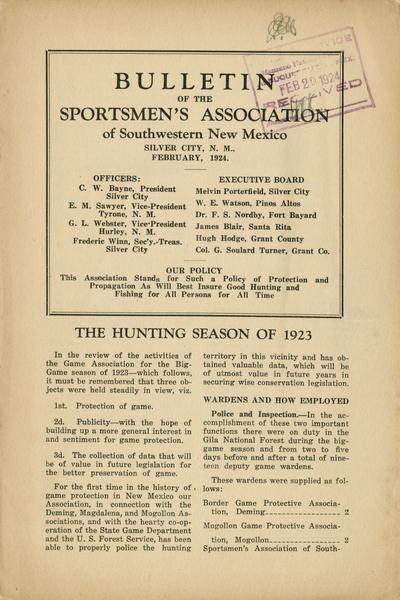 BULLETIN
OF THE
SPORTSMEN'S ASSOCIATION
of Southwestern New Mexico
SILVER CITY, N. M.,
FEBRUARY, 1924.
FEB 29 1924
RECEIVED
OFFICERS:
C. W. Bayne, President
Silver City
E. M. Sawyer, Vice-President
Tyrone, N. M.
G. L. Webster, Vice-President
Hurley, N. M.
Frederic Winn, Sec'y.-Treas.
Silver City
EXECUTIVE BOARD
Melvin Porterfield, Silver City
W. E. Watson, Pinos Altos
Dr. F. S. Nordby, Fort Bayard
James Blair, Santa Rita
Hugh Hodge, Grant County
Col. G. Soulard Turner, Grant Co.
OUR POLICY
This Association Stands for Such a Policy of Protection and
Propagation As Will Best Insure Good Hunting and
Fishing for All Persons for All Time
THE HUNTING SEASON OF 1923
In the review of the activities of
the Game Association for the Big-
Game season of 1923—which follows,
it must be remembered that three ob-
jects were held steadily in view, viz.
1st. Protection of game.
2d. Publicity—with the hope of
building up a more general interest in
and sentiment for game protection.
3d. The collection of data that will
be of value in future legislation for
the better preservation of game.
For the first time in the history of
game protection in New Mexico our
Association, in connection with the
Deming, Magdalena, and Mogollon As-
sociations, and with the hearty co-op-
eration of the State Game Department
and the U. S. Forest Service, has been
able to properly police the hunting
territory in this vicinity and has ob-
tained valuable data, which will be
of utmost value in future years in
securing wise conservation legislation.
WARDENS AND HOW EMPLOYED
Police and Inspection.—In the ac-
complishment of these two important
functions there were on duty in the
Gila National Forest during the big-
game season and from two to five
days before and after a total of nine-
teen deputy game wardens.
These wardens were supplied as fol-
lows:
Border Game Protective Associa-
tion, Deming-------------------- 2
Mogollon Game Protective Associa-
tion, Mogollon------------------- 2
Sportsmen's Association of South-